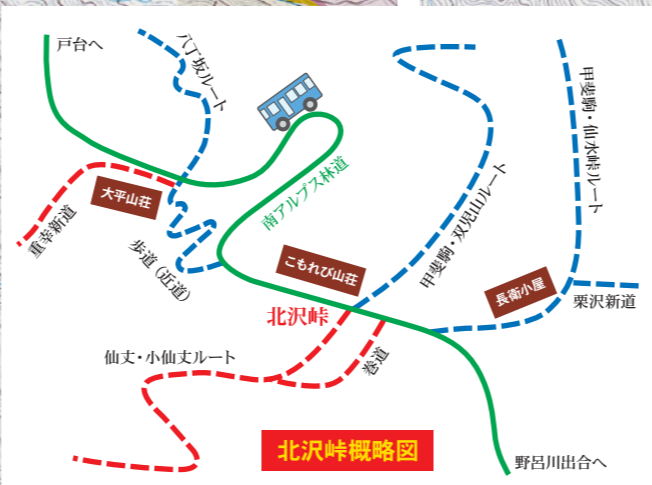 戸台へ
八丁坂ルート
甲斐駒・仙水峠ルート
南アルプス林道
甲斐駒・双児山ルート
大平山荘
重幸新道
歩道(近道)
こもれび山荘
長衛小屋
栗沢新道
北沢峠
仙丈・小仙丈ルート
巻道
北沢峠概略図
野呂川出合へ